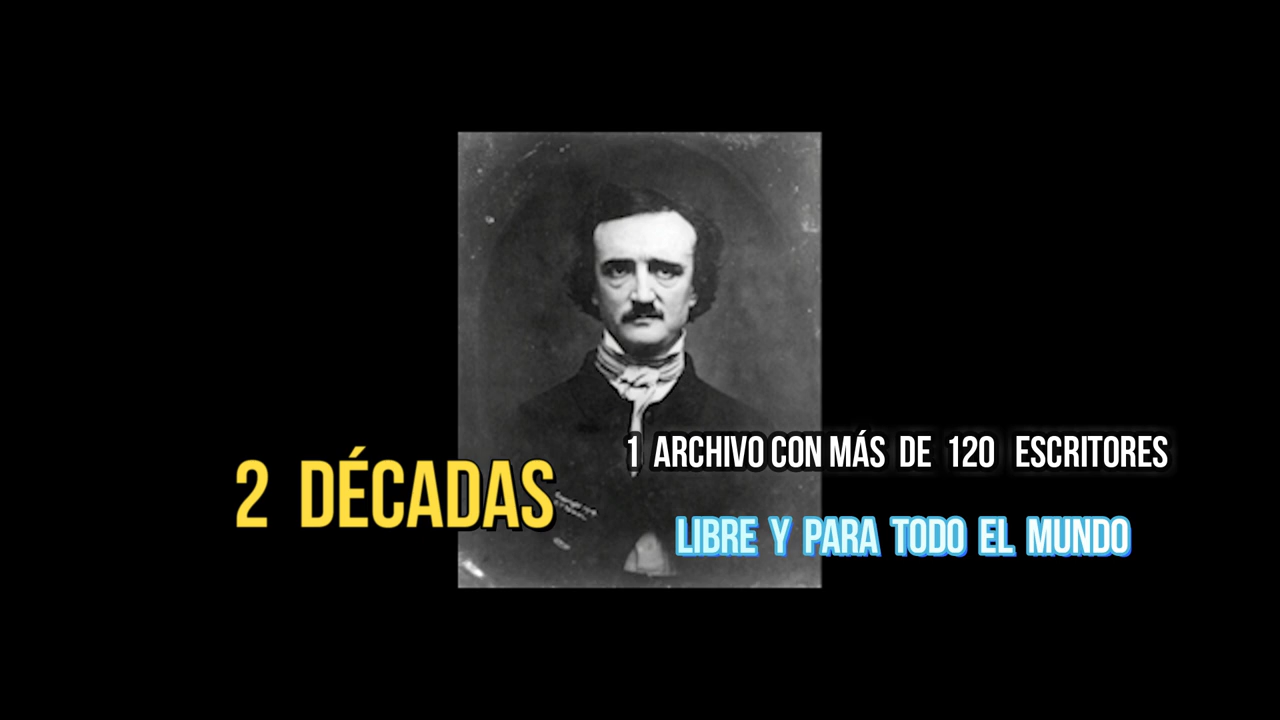 1 ARCHIVO CON MÁS DE 120 ESCRITORES
2 DÉCADAS
LIBRE Y PARA TODO EL MUNDO